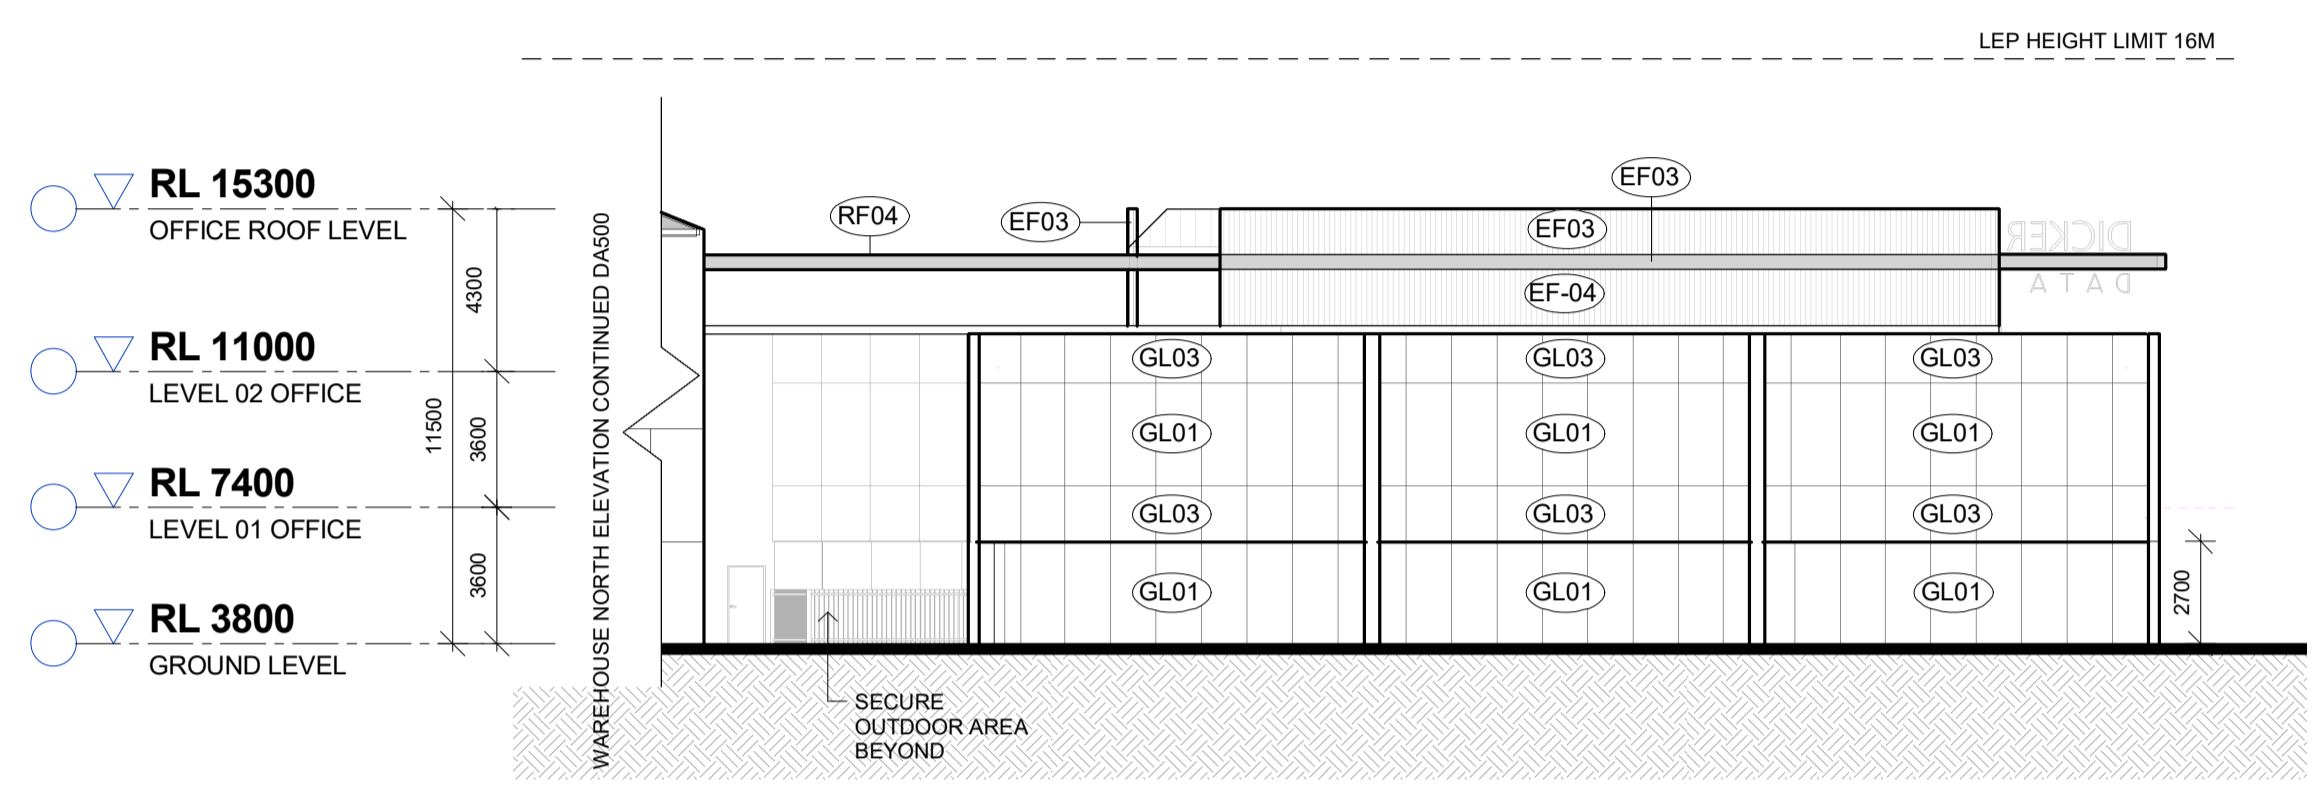 LEP HEIGHT LIMIT 16M
RL 15300
OFFICE ROOF LEVEL
RL 11000
LEVEL 02 OFFICE
RL 7400
LEVEL 01 OFFICE
RL 3800
GROUND LEVEL
11500
4300
3600
3600
WAREHOUSE NORTH ELEVATION CONTINUED DA500
EF03
RF04
EF03
EF03
DICKER
DATA
EF-04
GL03
GL03
GL03
GL01
GL01
GL01
GL03
GL03
GL03
GL01
GL01
GL01
2700
SECURE
OUTDOOR AREA
BEYOND